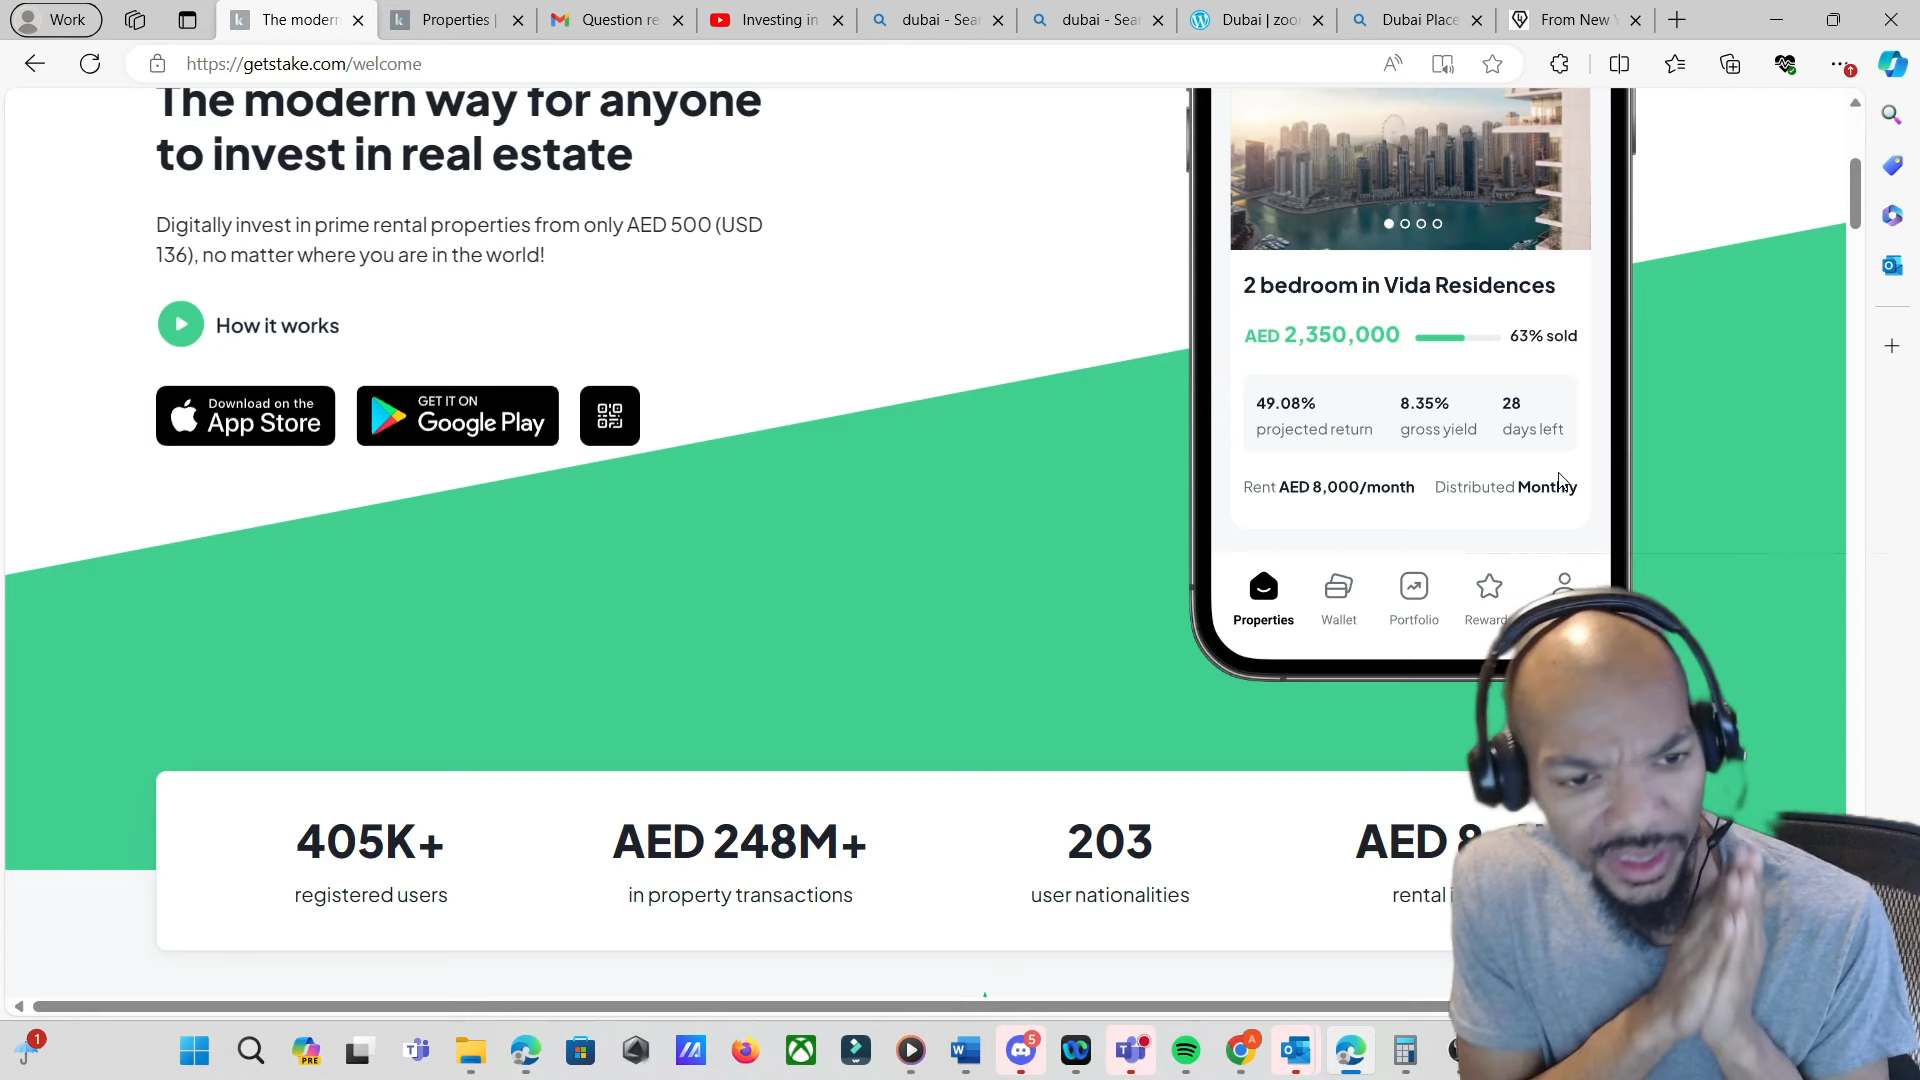 Work
The modern
Properties |
Question re
Investing in
dubai - Sea
dubai - Sea
Dubai | zoo
Dubai Place
From New Y
https://getstake.com/welcome
The modern way for anyone
to invest in real estate
Digitally invest in prime rental properties from only AED 500 (USD
136), no matter where you are in the world!
How it works
Download on the
App Store
GET IT ON
Google Play
2 bedroom in Vida Residences
AED 2,350,000
63% sold
49.08%
8.35%
28
projected return
gross yield
days left
Rent AED 8,000/month
Distributed Monthly
Properties
Wallet
Portfolio
Reward
405K+
AED 248M+
203
AED 8
registered users
in property transactions
user nationalities
rental i
1
PRE
5
A